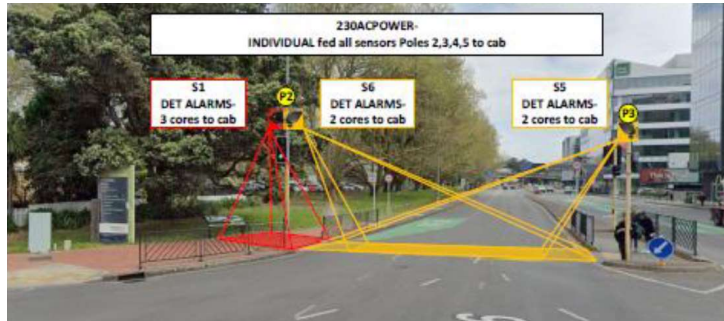 230ACPOWER-
INDIVIDUAL fed all sensors Poles 2,3,4,5 to cab
S1
DET ALARMS-
3 cores to cab
P2
S6
DET ALARMS-
2 cores to cab
S5
DET ALARMS-
2 cores to cab
P3